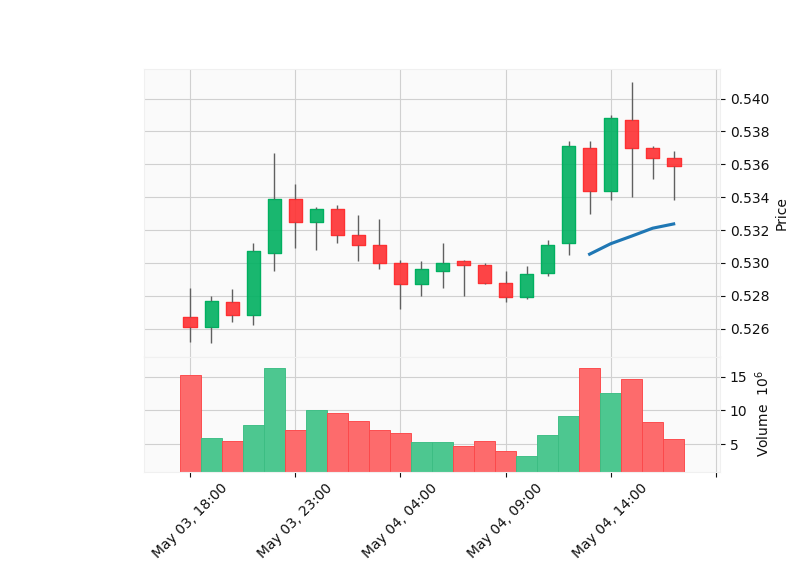 0.540
0.538
0.536
0.534
0.532
0.530
0.528
0.526
Price
15
10
5
Volume 10⁶
May 03, 18:00
May 03, 23:00
May 04, 04:00
May 04, 09:00
May 04, 14:00